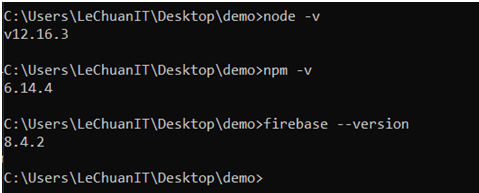 C:\Users\LeChuanIT\Desktop\demo>node -v
v12.16.3
C:\Users\LeChuanIT\Desktop\demo>npm -v
6.14.4
C:\Users\LeChuanIT\Desktop\demo>firebase --version
8.4.2
C:\Users\LeChuanIT\Desktop\demo>